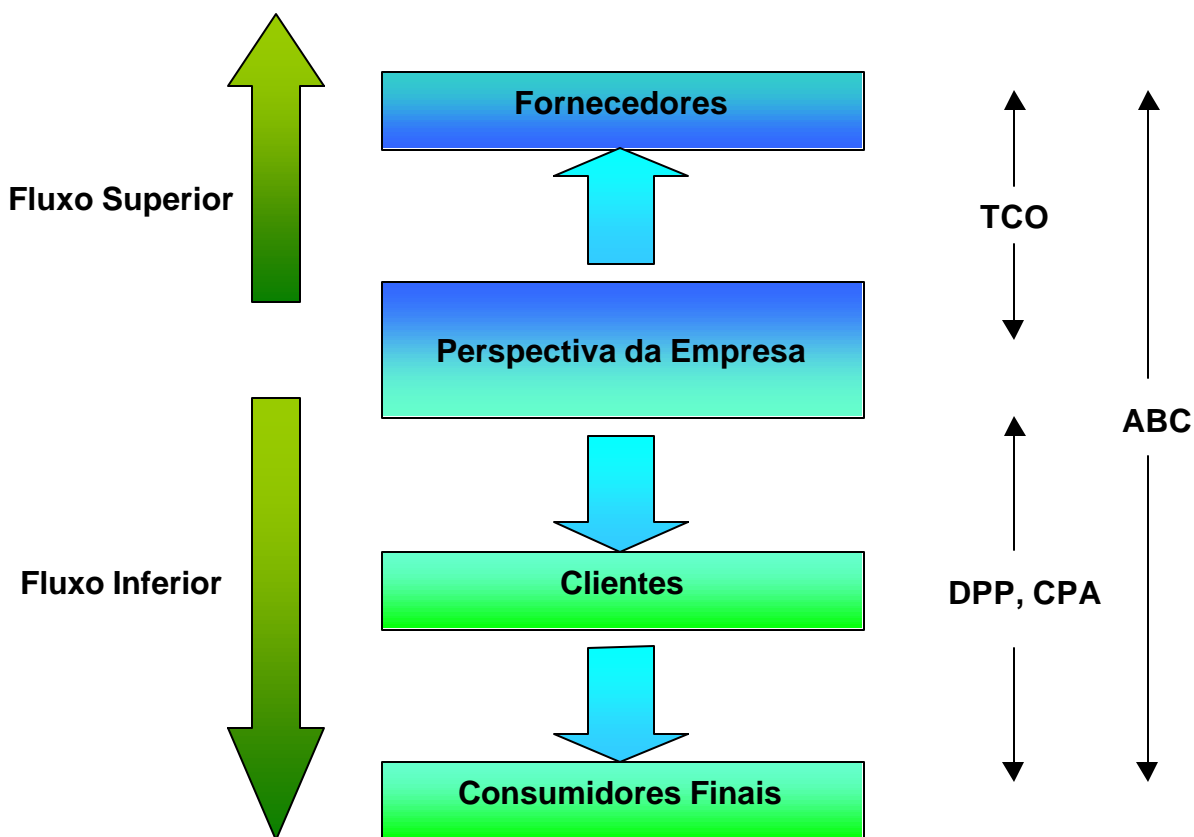 Fornecedores
Fluxo Superior
TCO
Perspectiva da Empresa
ABC
Fluxo Inferior
Clientes
DPP, CPA
Consumidores Finais